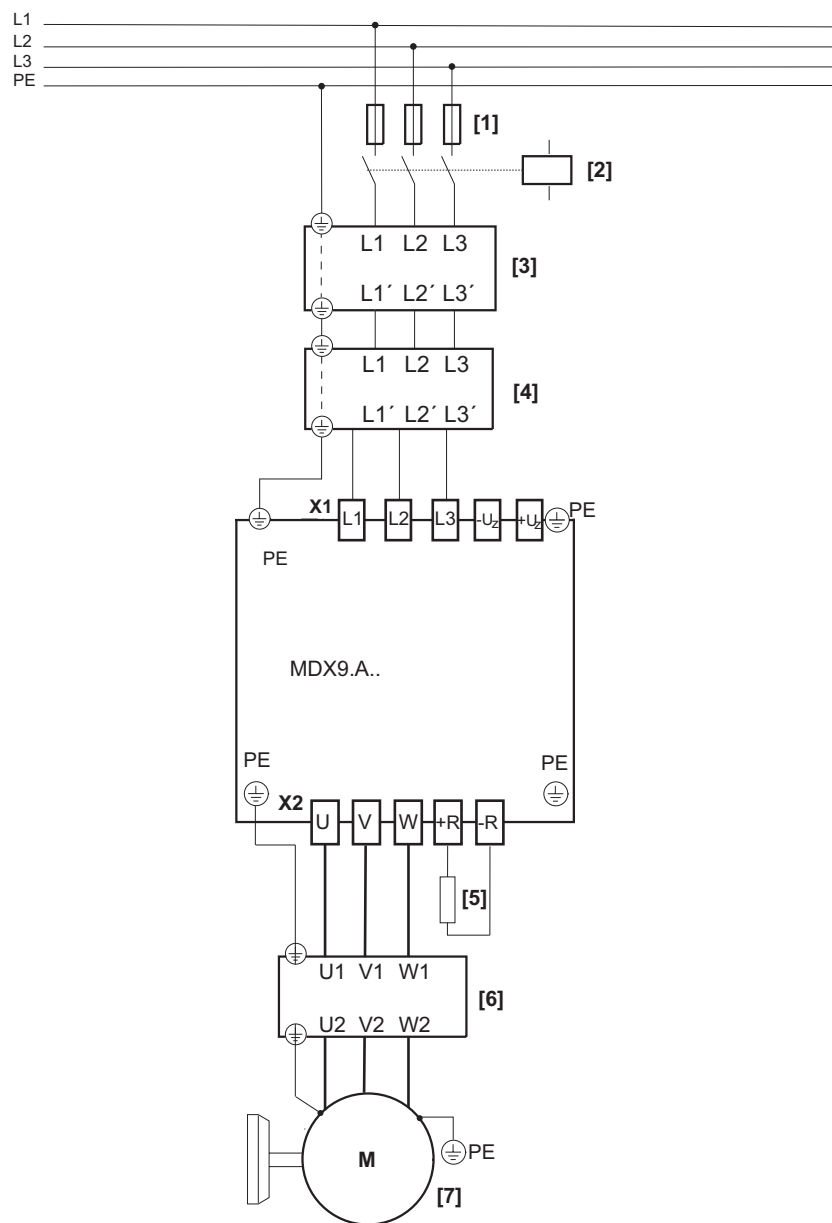 L1
L2
L3
PE
[1]
[2]
L1 L2 L3
[3]
L1´ L2´ L3´
L1 L2 L3
[4]
L1´ L2´ L3´
X1 L1 L2 L3 -Uz +Uz PE
PE
MDX9.A..
PE PE
X2 U V W +R -R
[5]
U1 V1 W1
[6]
U2 V2 W2
M PE
[7]